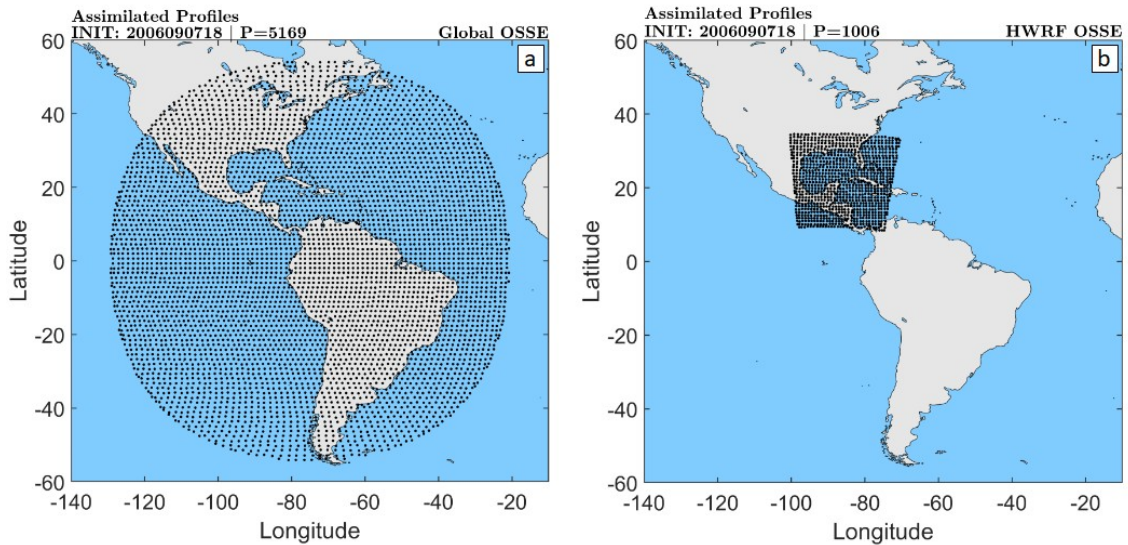 Assimilated Profiles
INIT: 2006090718 | P=5169 Global OSSE
a
60
40
20
0
-20
-40
-60
Latitude
-140 -120 -100 -80 -60 -40 -20
Longitude
Assimilated Profiles
INIT: 2006090718 | P=1006 HWRF OSSE
b
60
40
20
0
-20
-40
-60
Latitude
-140 -120 -100 -80 -60 -40 -20
Longitude